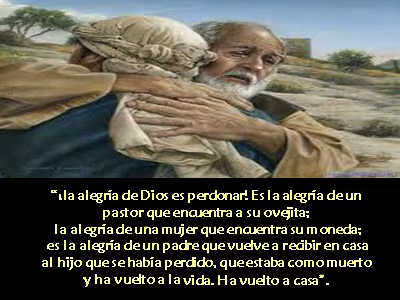 “¡la alegría de Dios es perdonar! Es la alegría de un
pastor que encuentra a su ovejita;
la alegría de una mujer que encuentra su moneda;
es la alegría de un padre que vuelve a recibir en casa
al hijo que se había perdido, que estaba como muerto
y ha vuelto a la vida. Ha vuelto a casa”.